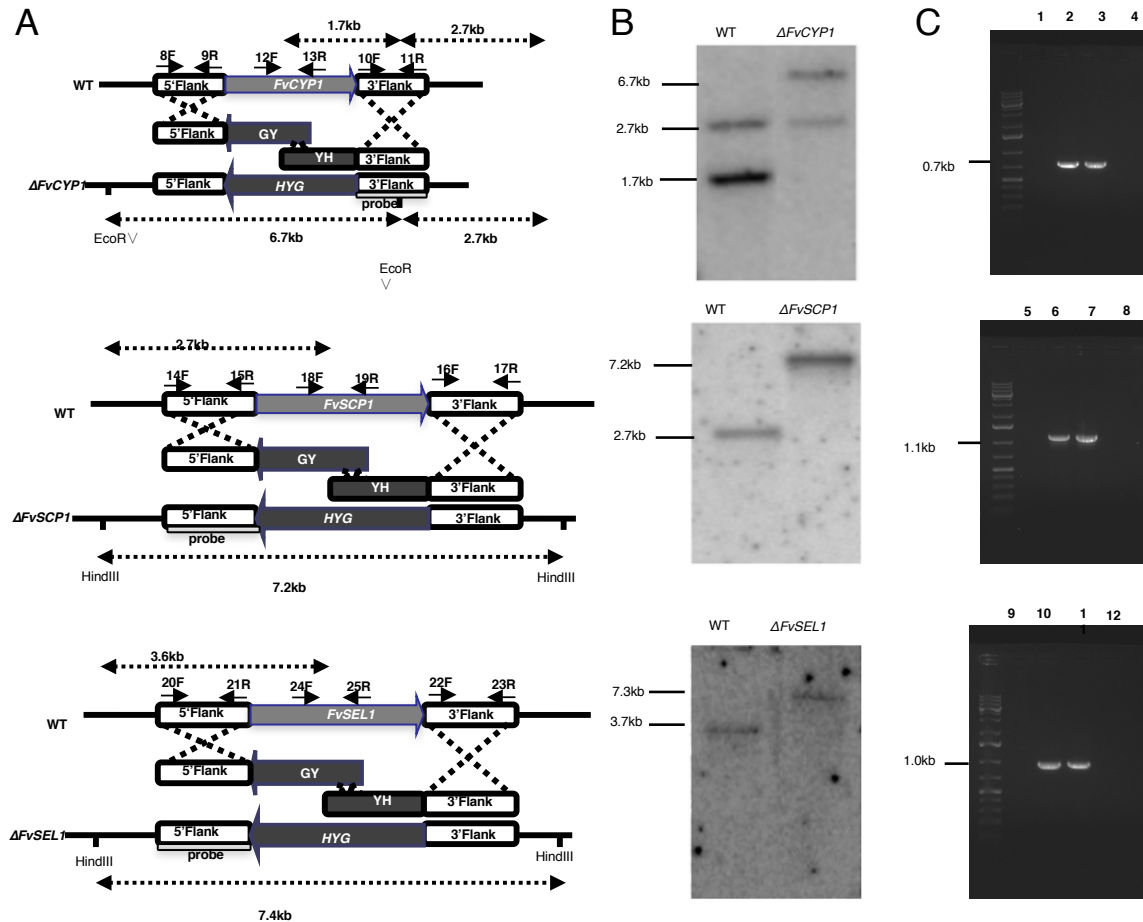 A
1.7kb 2.7kb
8F 9R 12F 13R 10F 11R
WT 5'Flank FvCYP1 3'Flank
5'Flank GY
YH 3'Flank
ΔFvCYP1 5'Flank HYG 3'Flank
probe
6.7kb 2.7kb
EcoR V
EcoR
V
2.7kb
14F 15R 18F 19R 16F 17R
WT 5'Flank FvSCP1 3'Flank
5'Flank GY
YH 3'Flank
ΔFvSCP1 5'Flank HYG 3'Flank
probe
HindIII HindIII
7.2kb
3.6kb
20F 21R 24F 25R 22F 23R
WT 5'Flank FvSEL1 3'Flank
5'Flank GY
YH 3'Flank
ΔFvSEL1 5'Flank HYG 3'Flank
probe
HindIII HindIII
7.4kb
B
WT ΔFvCYP1
6.7kb
2.7kb
1.7kb
WT ΔFvSCP1
7.2kb
2.7kb
WT ΔFvSEL1
7.3kb
3.7kb
C
1 2 3 4
0.7kb
5 6 7 8
1.1kb
9 10 1 12
1
1.0kb